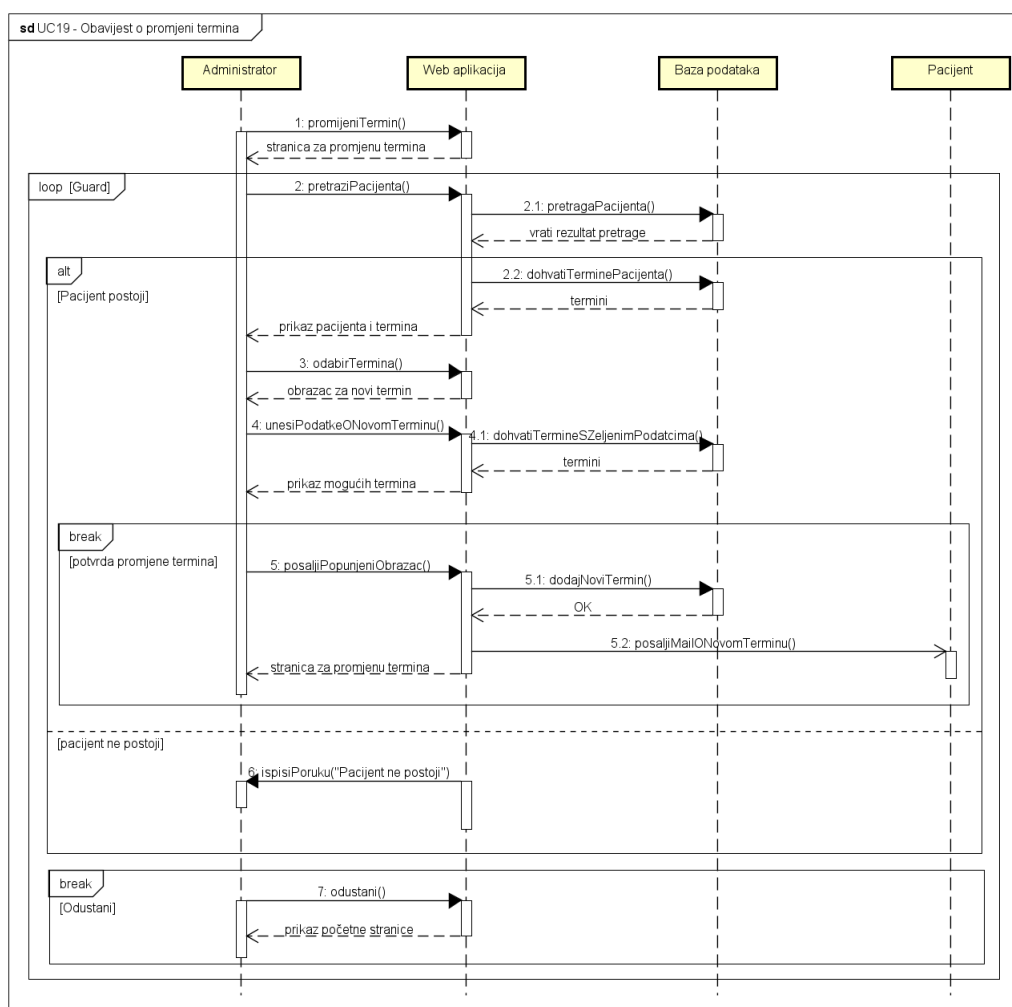 sd UC19 - Obavijest o promjeni termina
Administrator
Web aplikacija
Baza podataka
Pacijent
1: promijeniTermin()
stranica za promjenu termina
loop [Guard]
2: pretraziPacijenta()
2.1: pretragaPacijenta()
vrati rezultat pretrage
alt
[Pacijent postoji]
2.2: dohvatiTerminePacijenta()
termini
prikaz pacijenta i termina
3: odabirTermina()
obrazac za novi termin
4: unesiPodatkeONovomTerminu()
4.1: dohvatiTermineSZeljenimPodatcima()
termini
prikaz mogućih termina
break
[potvrda promjene termina]
5: posaljiPopunjeniObrazac()
5.1: dodajNoviTermin()
OK
5.2: posaljiMailONovomTerminu()
stranica za promjenu termina
[pacijent ne postoji]
6: ispisiPoruku("Pacijent ne postoji")
break
[Odustani]
7: odustani()
prikaz početne stranice